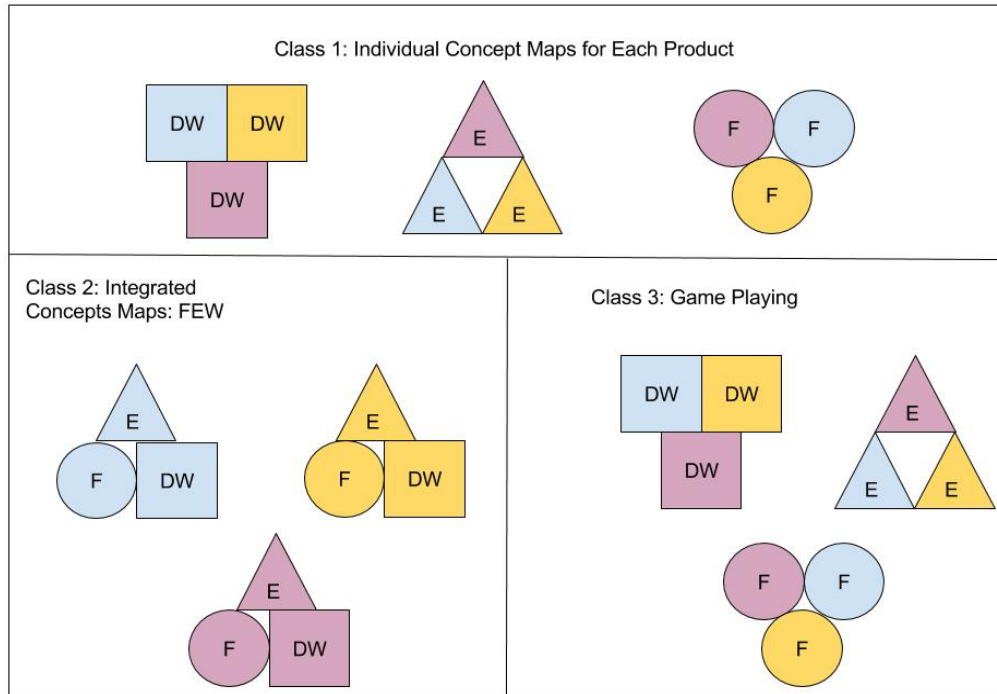 Class 1: Individual Concept Maps for Each Product
DW
DW
DW
E
E
E
F
F
F
Class 2: Integrated
Concepts Maps: FEW
E
F
DW
E
F
DW
E
F
DW
Class 3: Game Playing
DW
DW
DW
E
E
E
F
F
F